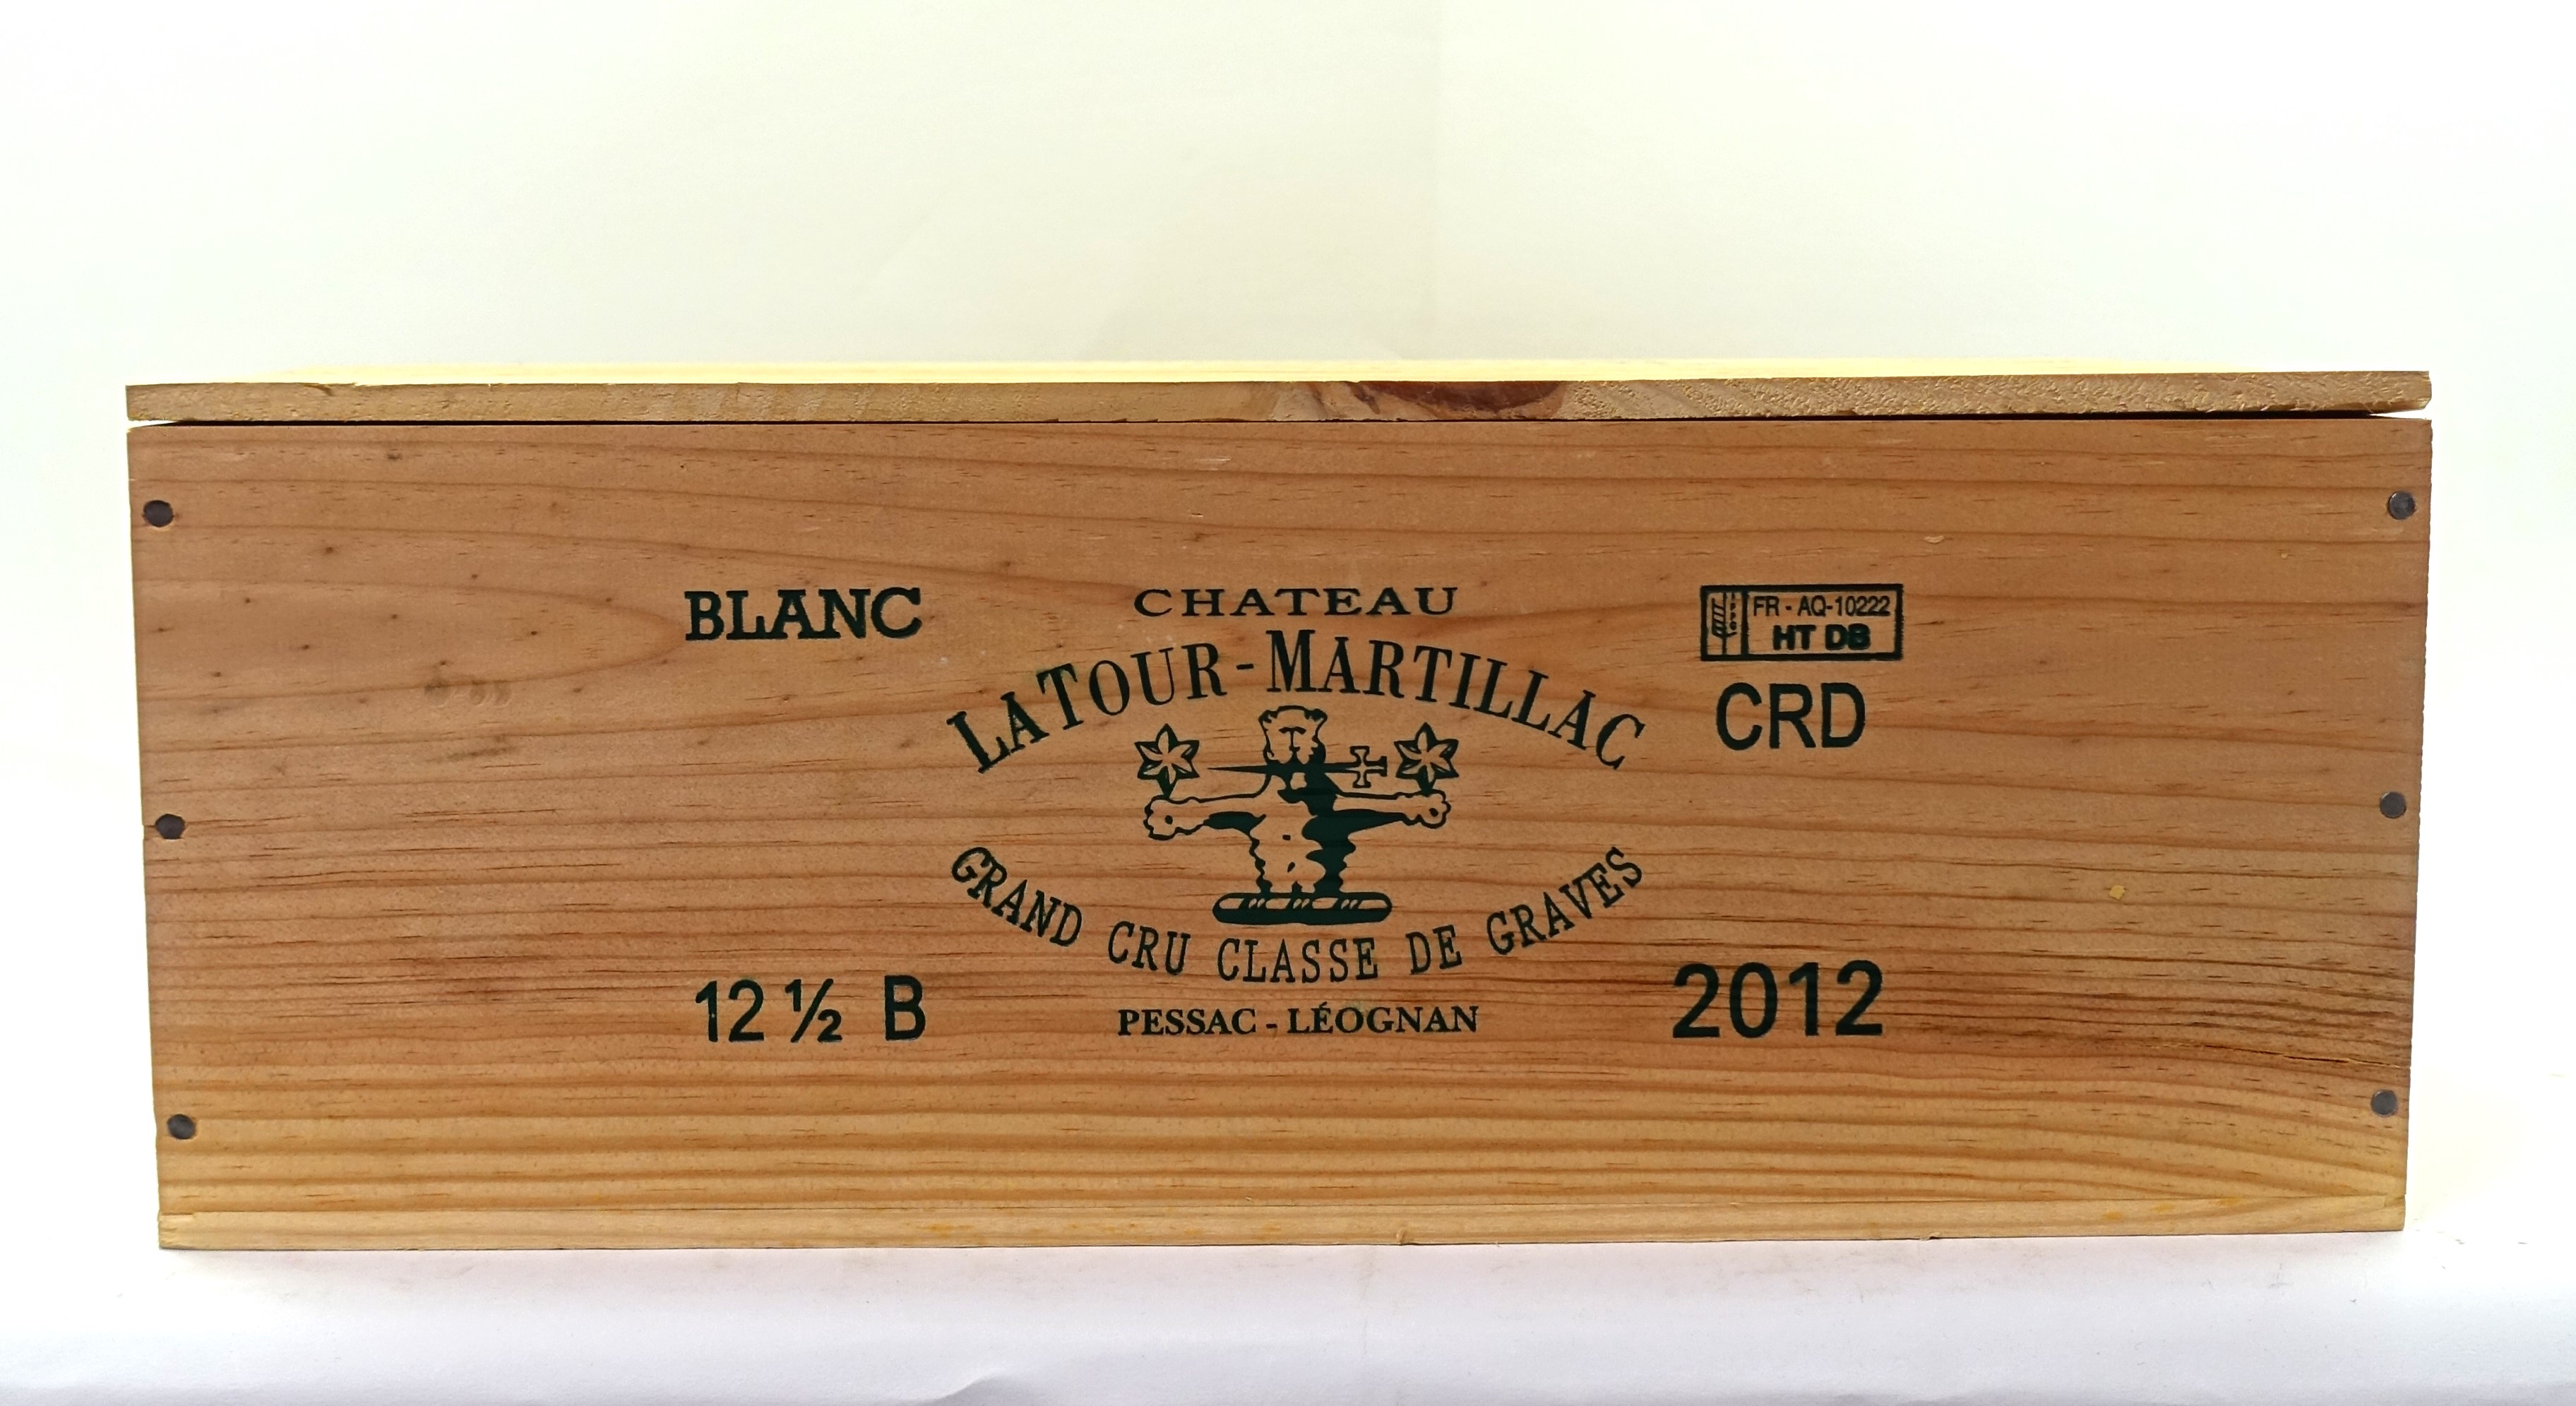 BLANC
CHATEAU
LATOUR-MARTILLAC
GRAND CRU CLASSE DE GRAVES
PESSAC - LÉOGNAN
FR - AQ-10222
HT DB
CRD
12 ½ B
2012